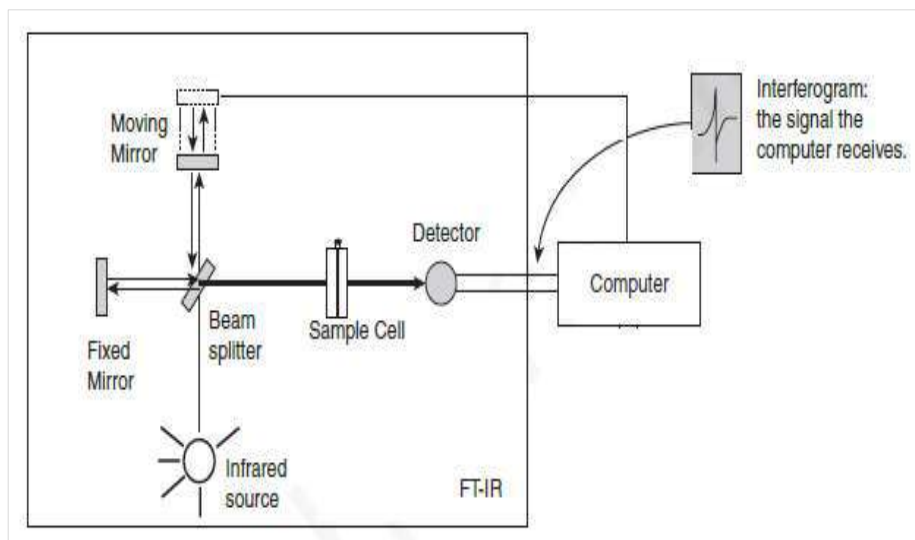 Moving
Mirror
Interferogram:
the signal the
computer receives.
Detector
Computer
Beam
splitter
Sample Cell
Fixed
Mirror
Infrared
source
FT-IR